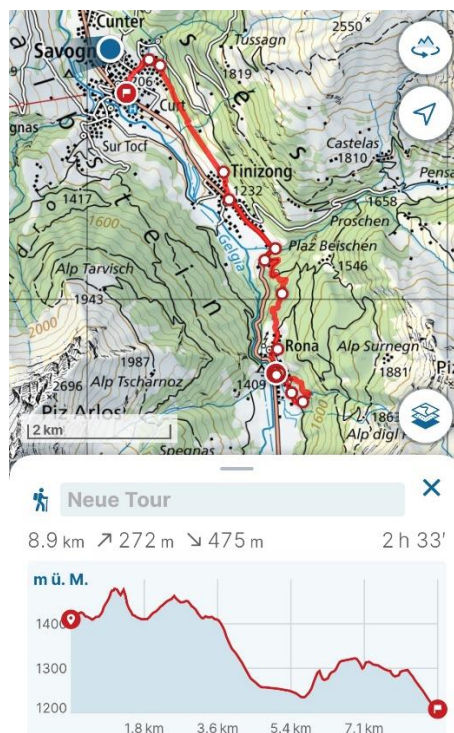 Cunter
Savogn
Tussagn
2550
1819
Curt
Sur Tocf
gnas
Castelas
1810
Pensa
Tinizong
1232
1658
1417
1600
Proschen
Gelgia
Plaz Beischen
1546
Alp Tarvisch
1943
2000
Rona
Alp Surnegn
1987
1409
1881
Piz
2696
Alp Tscharnoz
1600
Piz Arlos
Alp digl
2 km
Spegnas
Neue Tour
8.9 km ↗ 272 m ↘ 475 m 2 h 33′
m ü. M.
1400
1300
1200
1.8 km 3.6 km 5.4 km 7.1 km